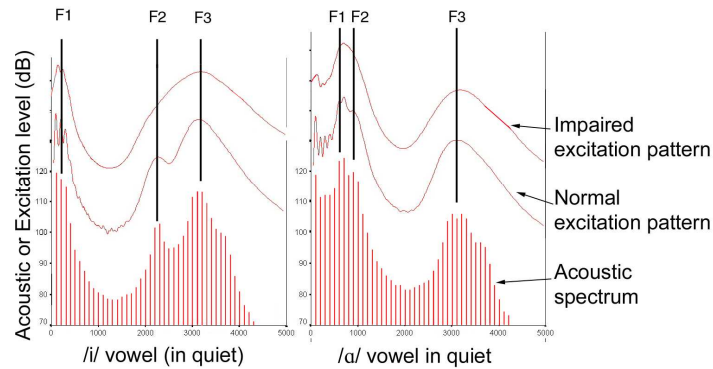 F1 F2 F3
F1 F2 F3
Acoustic or Excitation level (dB)
120
110
100
90
80
70
0 1000 2000 3000 4000 5000
/i/ vowel (in quiet)
120
110
100
90
80
70
0 1000 2000 3000 4000 5000
/ɑ/ vowel in quiet
Impaired
excitation pattern
Normal
excitation pattern
Acoustic
spectrum